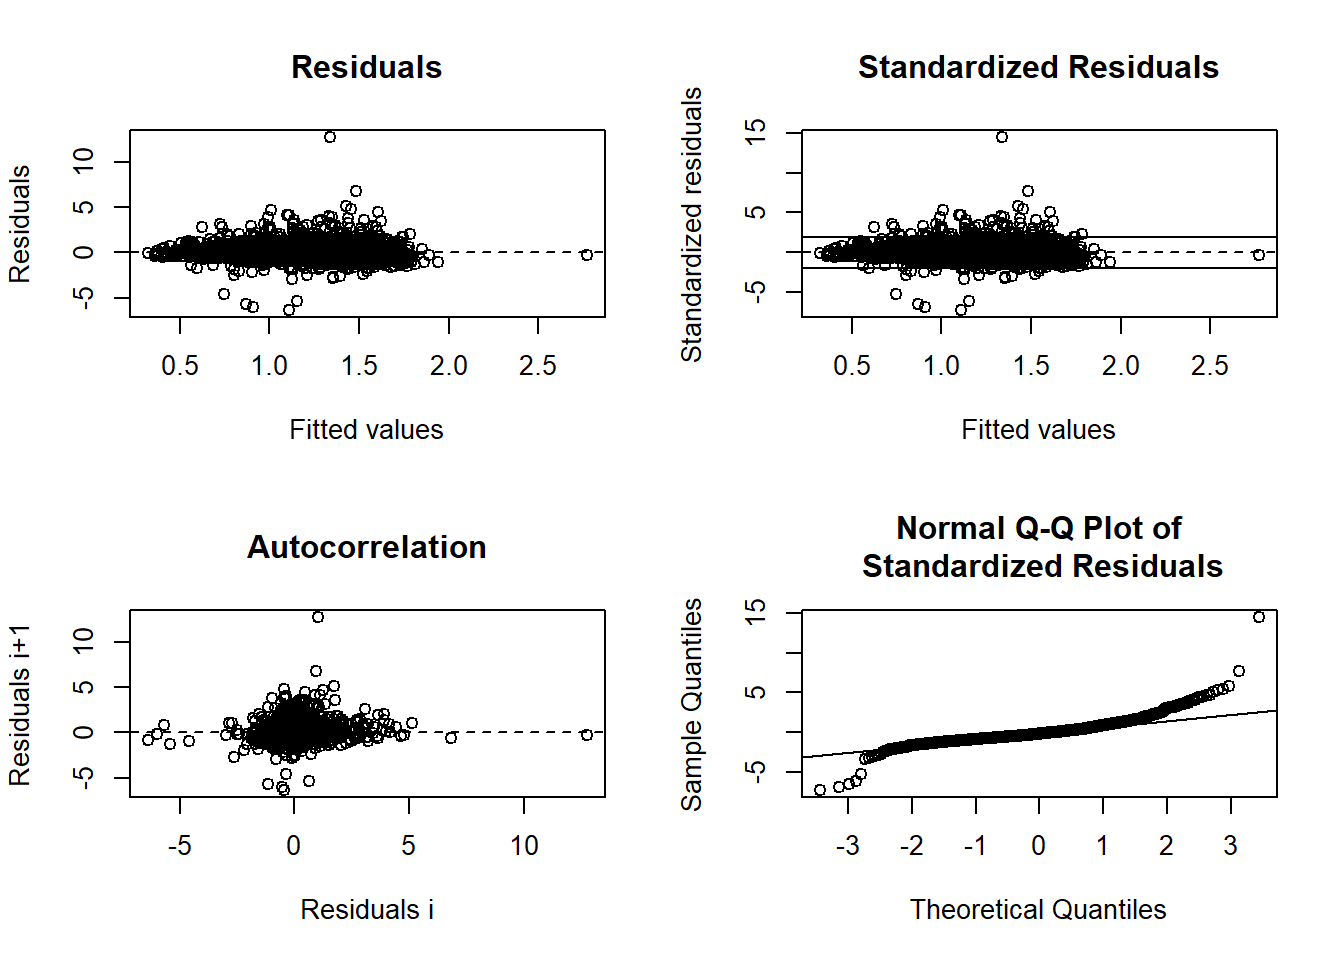 Residuals
Residuals
10
5
0
-5
0.5 1.0 1.5 2.0 2.5
Fitted values
Standardized Residuals
Standardized residuals
15
5
-5
0.5 1.0 1.5 2.0 2.5
Fitted values
Autocorrelation
Residuals i+1
10
5
0
-5
-5 0 5 10
Residuals i
Normal Q-Q Plot of
Standardized Residuals
Sample Quantiles
15
5
-5
-3 -2 -1 0 1 2 3
Theoretical Quantiles